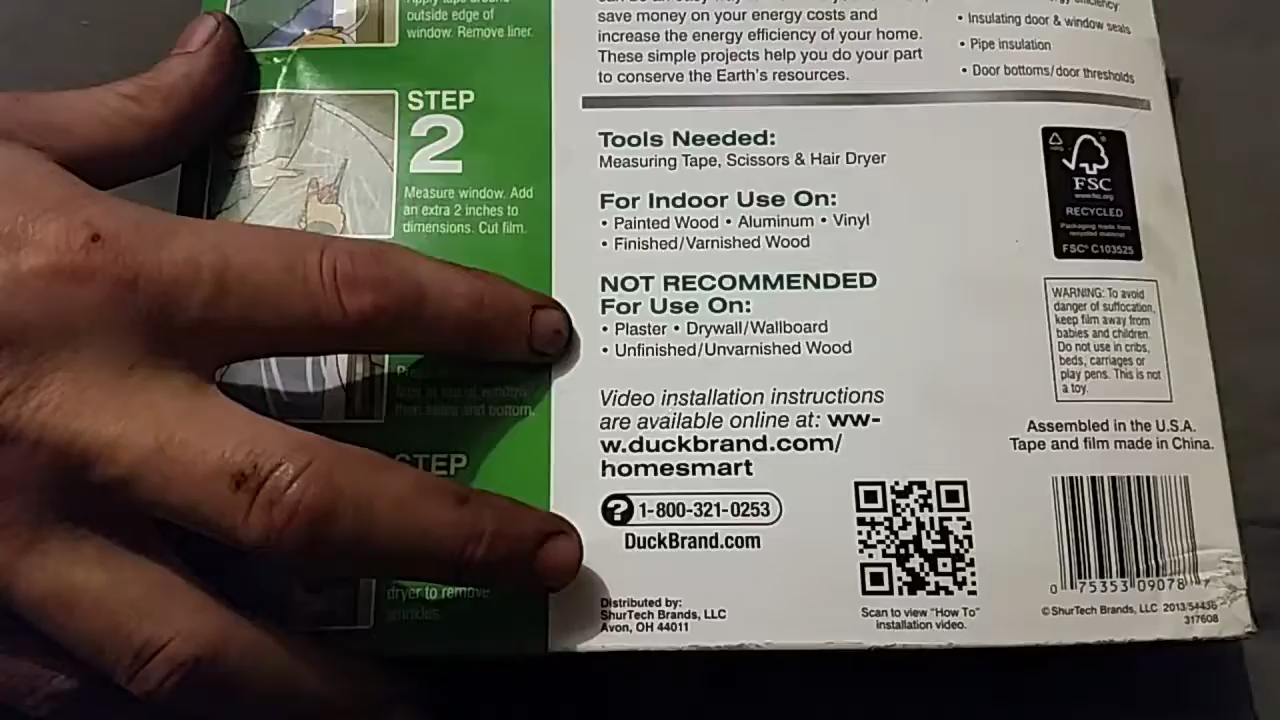 outside edge of
window. Remove liner.
STEP
2
Measure window. Add
an extra 2 inches to
dimensions. Cut film.
then sides and bottom.
STEP
dryer to remove
wrinkles.
save money on your energy costs and
increase the energy efficiency of your home.
These simple projects help you do your part
to conserve the Earth's resources.
• Insulating door & window seals
• Pipe insulation
• Door bottoms/door thresholds
Tools Needed:
Measuring Tape, Scissors & Hair Dryer
For Indoor Use On:
• Painted Wood • Aluminum • Vinyl
• Finished/Varnished Wood
NOT RECOMMENDED
For Use On:
• Plaster • Drywall/Wallboard
• Unfinished/Unvarnished Wood
Video installation instructions
are available online at: ww-
w.duckbrand.com/
homesmart
? 1-800-321-0253
DuckBrand.com
Distributed by:
ShurTech Brands, LLC
Avon, OH 44011
Scan to view "How To"
installation video.
FSC
www.fsc.org
RECYCLED
Packaging made from
recycled material
FSC® C103525
WARNING: To avoid
danger of suffocation,
keep film away from
babies and children.
Do not use in cribs,
beds, carriages or
play pens. This is not
a toy.
Assembled in the U.S.A.
Tape and film made in China.
0 75353 09078 7
© ShurTech Brands, LLC 2013/54436
317608